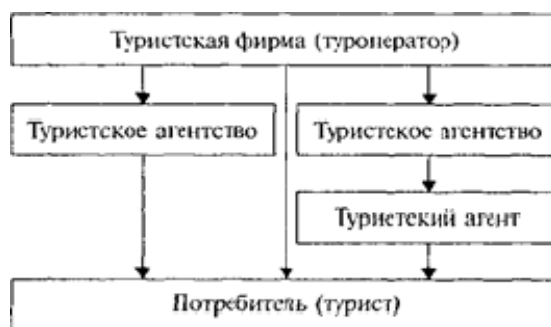 Туристская фирма (туроператор)
Туристское агентство
Туристское агентство
Туристский агент
Потребитель (турист)